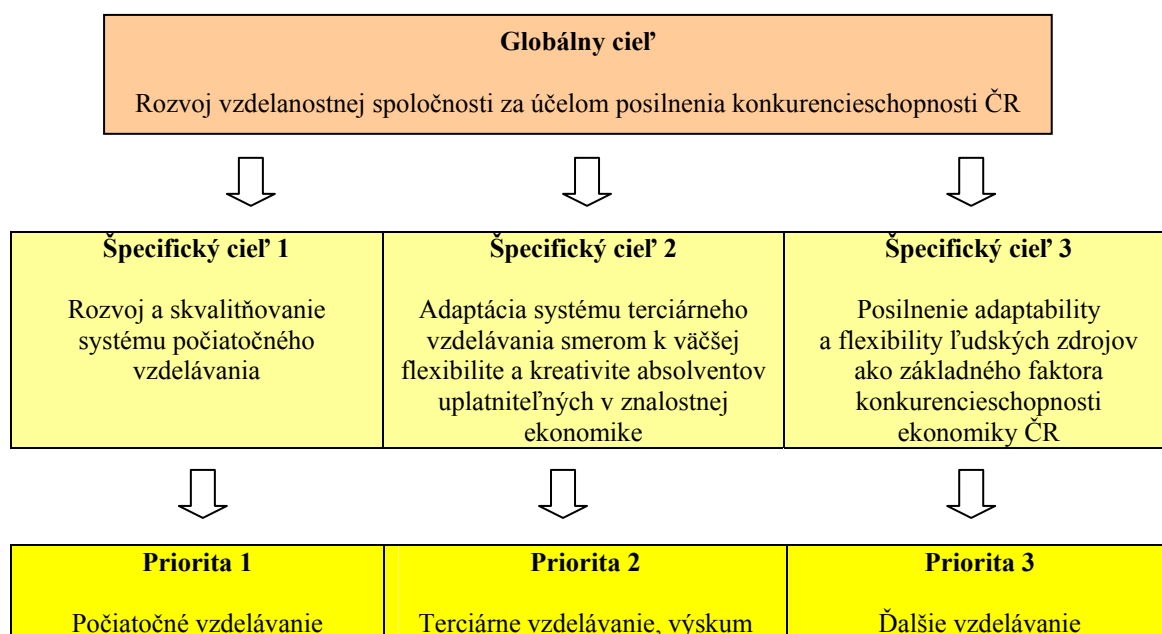 Globálny cieľ
Rozvoj vzdelanostnej spoločnosti za účelom posilnenia konkurencieschopnosti ČR
Špecifický cieľ 1
Rozvoj a skvalitňovanie
systému počiatočného
vzdelávania
Špecifický cieľ 2
Adaptácia systému terciárneho
vzdelávania smerom k väčšej
flexibilite a kreativite absolventov
uplatniteľných v znalostnej
ekonomike
Špecifický cieľ 3
Posilnenie adaptability
a flexibility ľudských zdrojov
ako základného faktora
konkurencieschopnosti
ekonomiky ČR
Priorita 1
Počiatočné vzdelávanie
Priorita 2
Terciárne vzdelávanie, výskum
Priorita 3
Ďalšie vzdelávanie